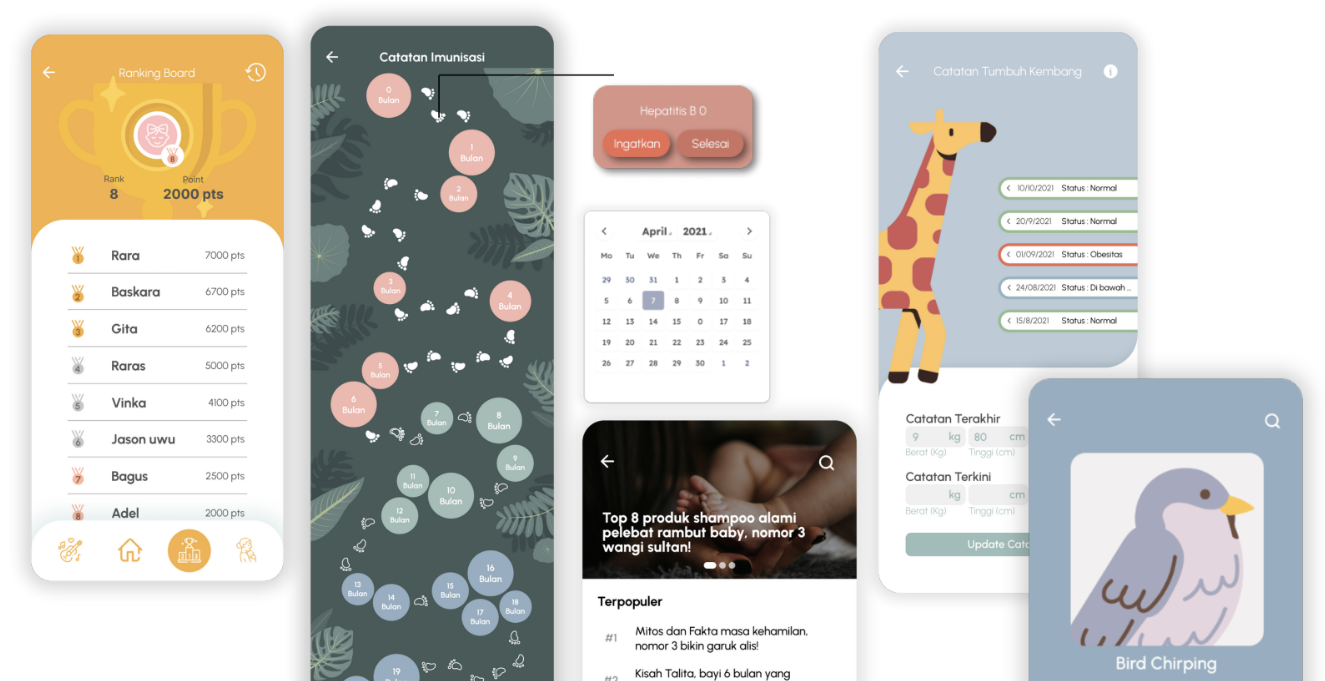 Ranking Board
8
Rank
8
Point
2000 pts
1 Rara 7000 pts
2 Baskara 6700 pts
3 Gita 6200 pts
4 Raras 5000 pts
5 Vinka 4100 pts
6 Jason uwu 3300 pts
7 Bagus 2500 pts
8 Adel 2000 pts
Catatan Imunisasi
0
Bulan
1
Bulan
2
Bulan
3
Bulan
4
Bulan
5
Bulan
6
Bulan
7
Bulan
8
Bulan
9
Bulan
10
Bulan
11
Bulan
12
Bulan
13
Bulan
14
Bulan
15
Bulan
16
Bulan
17
Bulan
18
Bulan
19
Hepatitis B 0
Ingatkan Selesai
April 2021
Mo Tu We Th Fr Sa Su
29 30 31 1 2 3 4
5 6 7 8 9 10 11
12 13 14 15 0 17 18
19 20 21 22 23 24 25
26 27 28 29 30 1 2
Top 8 produk shampoo alami
pelebat rambut baby, nomor 3
wangi sultan!
Terpopuler
#1 Mitos dan Fakta masa kehamilan,
nomor 3 bikin garuk alis!
#2 Kisah Talita, bayi 6 bulan yang
Catatan Tumbuh Kembang
10/10/2021 Status : Normal
20/9/2021 Status : Normal
01/09/2021 Status : Obesitas
24/08/2021 Status : Di bawah ...
15/8/2021 Status : Normal
Catatan Terakhir
9 kg 80 cm
Berat (Kg) Tinggi (cm)
Catatan Terkini
kg cm
Berat (Kg) Tinggi (cm)
Update Cata
Bird Chirping